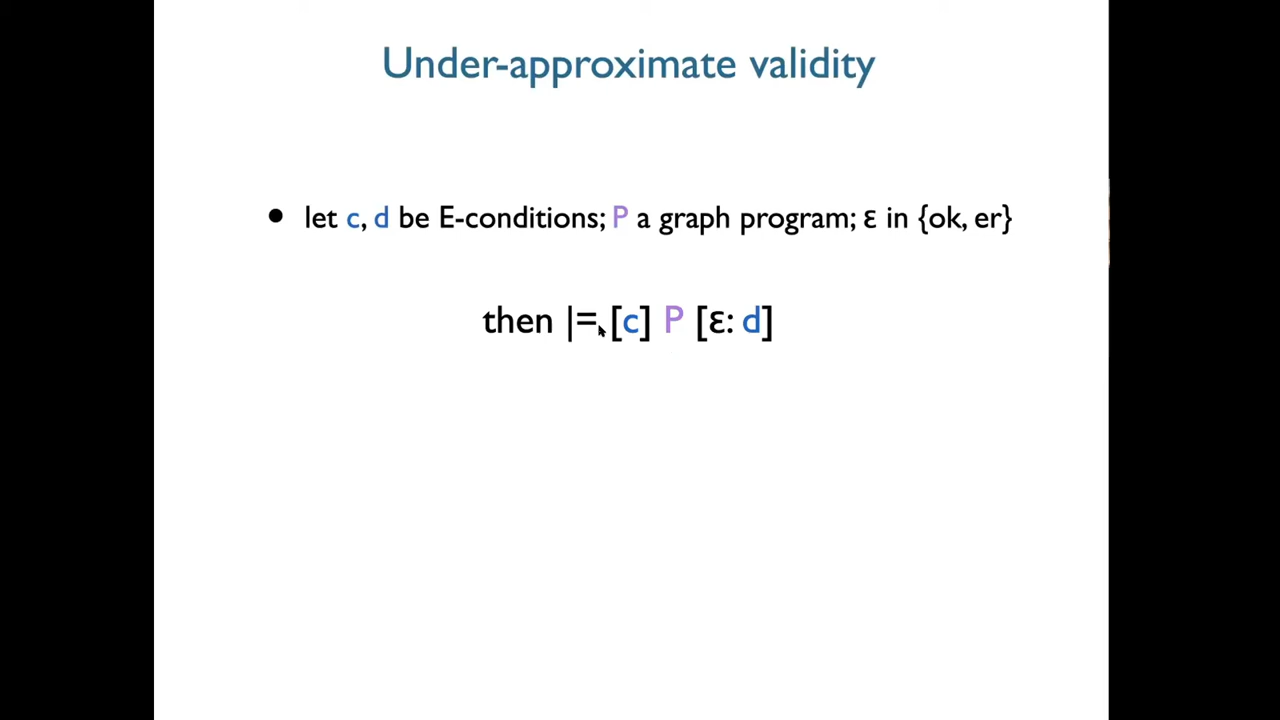 Under-approximate validity
• let c, d be E-conditions; P a graph program; ε in {ok, er}
then |= [c] P [ε: d]